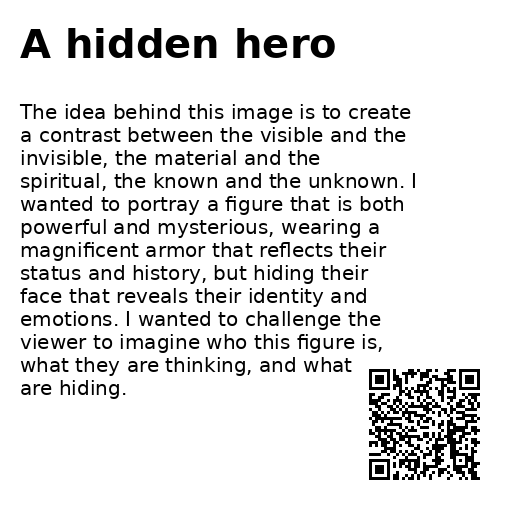 A hidden hero
The idea behind this image is to create
a contrast between the visible and the
invisible, the material and the
spiritual, the known and the unknown. I
wanted to portray a figure that is both
powerful and mysterious, wearing a
magnificent armor that reflects their
status and history, but hiding their
face that reveals their identity and
emotions. I wanted to challenge the
viewer to imagine who this figure is,
what they are thinking, and what
are hiding.